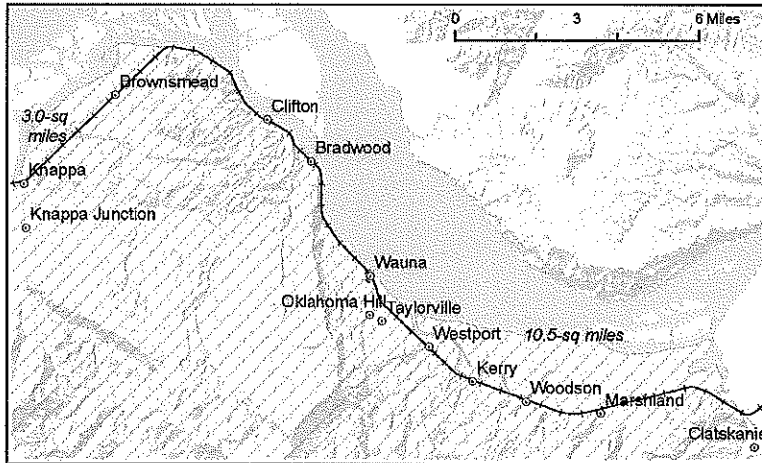 0 3 6 Miles
Brownsmead
3.0-sq
miles
Clifton
Bradwood
Knappa
Knappa Junction
Wauna
Oklahoma Hill
Taylorville
Westport
10.5-sq miles
Kerry
Woodson
Marshland
Clatskanie